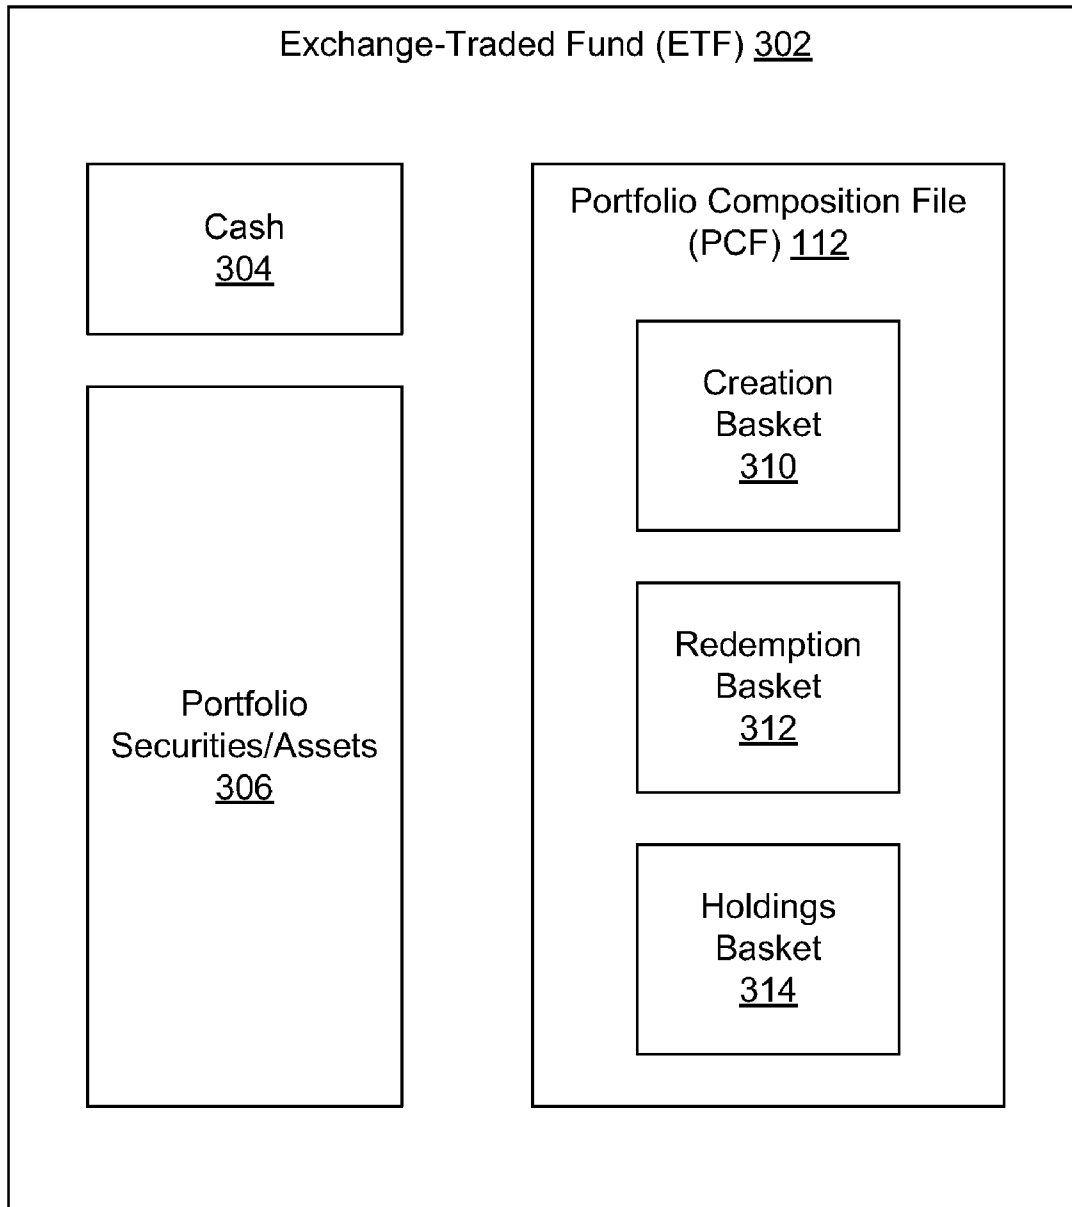 Exchange-Traded Fund (ETF) 302
Cash
304
Portfolio
Securities/Assets
306
Portfolio Composition File
(PCF) 112
Creation
Basket
310
Redemption
Basket
312
Holdings
Basket
314